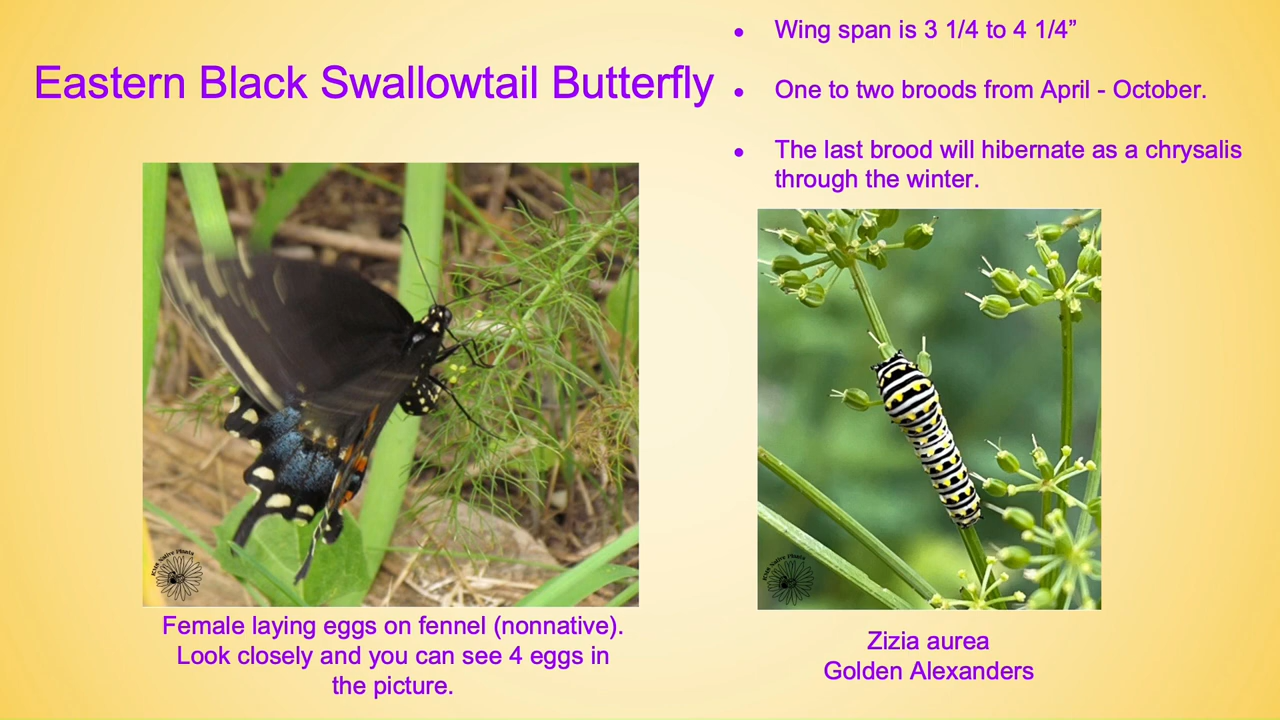 Eastern Black Swallowtail Butterfly
● Wing span is 3 1/4 to 4 1/4”
● One to two broods from April - October.
● The last brood will hibernate as a chrysalis
through the winter.
Female laying eggs on fennel (nonnative).
Look closely and you can see 4 eggs in
the picture.
Zizia aurea
Golden Alexanders